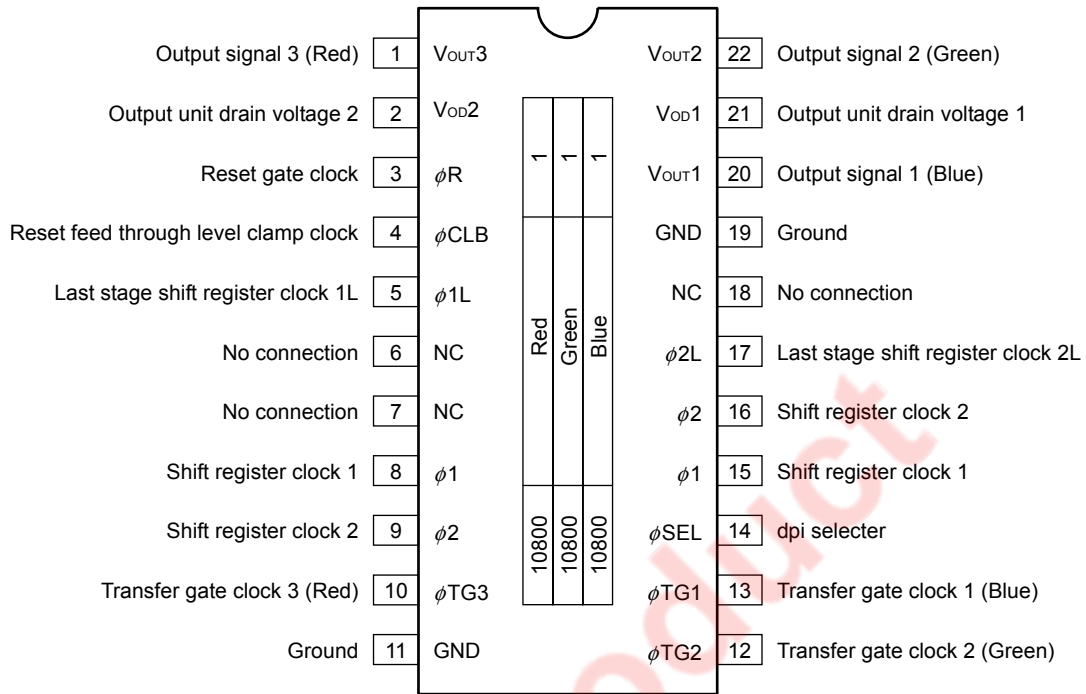 Output signal 3 (Red) 1 VOUT3 VOUT2 22 Output signal 2 (Green)
Output unit drain voltage 2 2 VOD2 VOD1 21 Output unit drain voltage 1
Reset gate clock 3 ϕR 1 1 1 VOUT1 20 Output signal 1 (Blue)
Reset feed through level clamp clock 4 ϕCLB GND 19 Ground
Last stage shift register clock 1L 5 ϕ1L NC 18 No connection
No connection 6 NC Red Green Blue ϕ2L 17 Last stage shift register clock 2L
No connection 7 NC ϕ2 16 Shift register clock 2
Shift register clock 1 8 ϕ1 ϕ1 15 Shift register clock 1
Shift register clock 2 9 ϕ2 10800 10800 10800 ϕSEL 14 dpi selecter
Transfer gate clock 3 (Red) 10 ϕTG3 ϕTG1 13 Transfer gate clock 1 (Blue)
Ground 11 GND ϕTG2 12 Transfer gate clock 2 (Green)
oduct